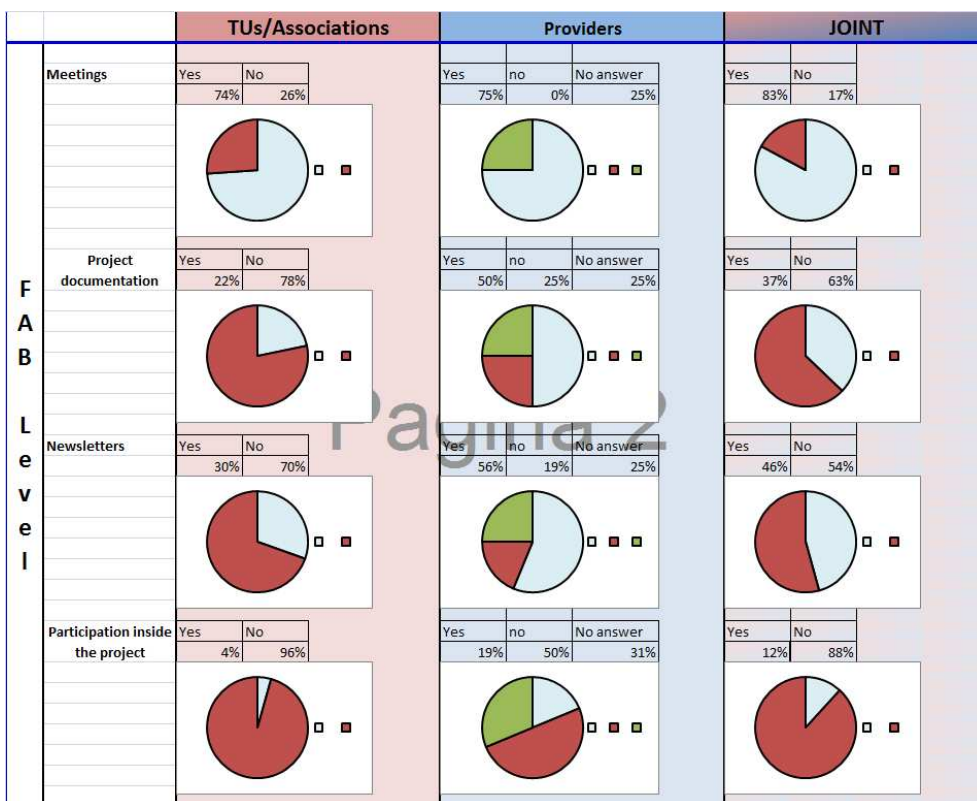 TUs/Associations Providers JOINT
Meetings Yes No Yes no No answer Yes No
74% 26% 75% 0% 25% 83% 17%
Project Yes No Yes no No answer Yes No
documentation 22% 78% 50% 25% 25% 37% 63%
FAB Level
Pagina 2
Newsletters Yes No Yes no No answer Yes No
30% 70% 56% 19% 25% 46% 54%
Participation inside Yes No Yes no No answer Yes No
the project 4% 96% 19% 50% 31% 12% 88%